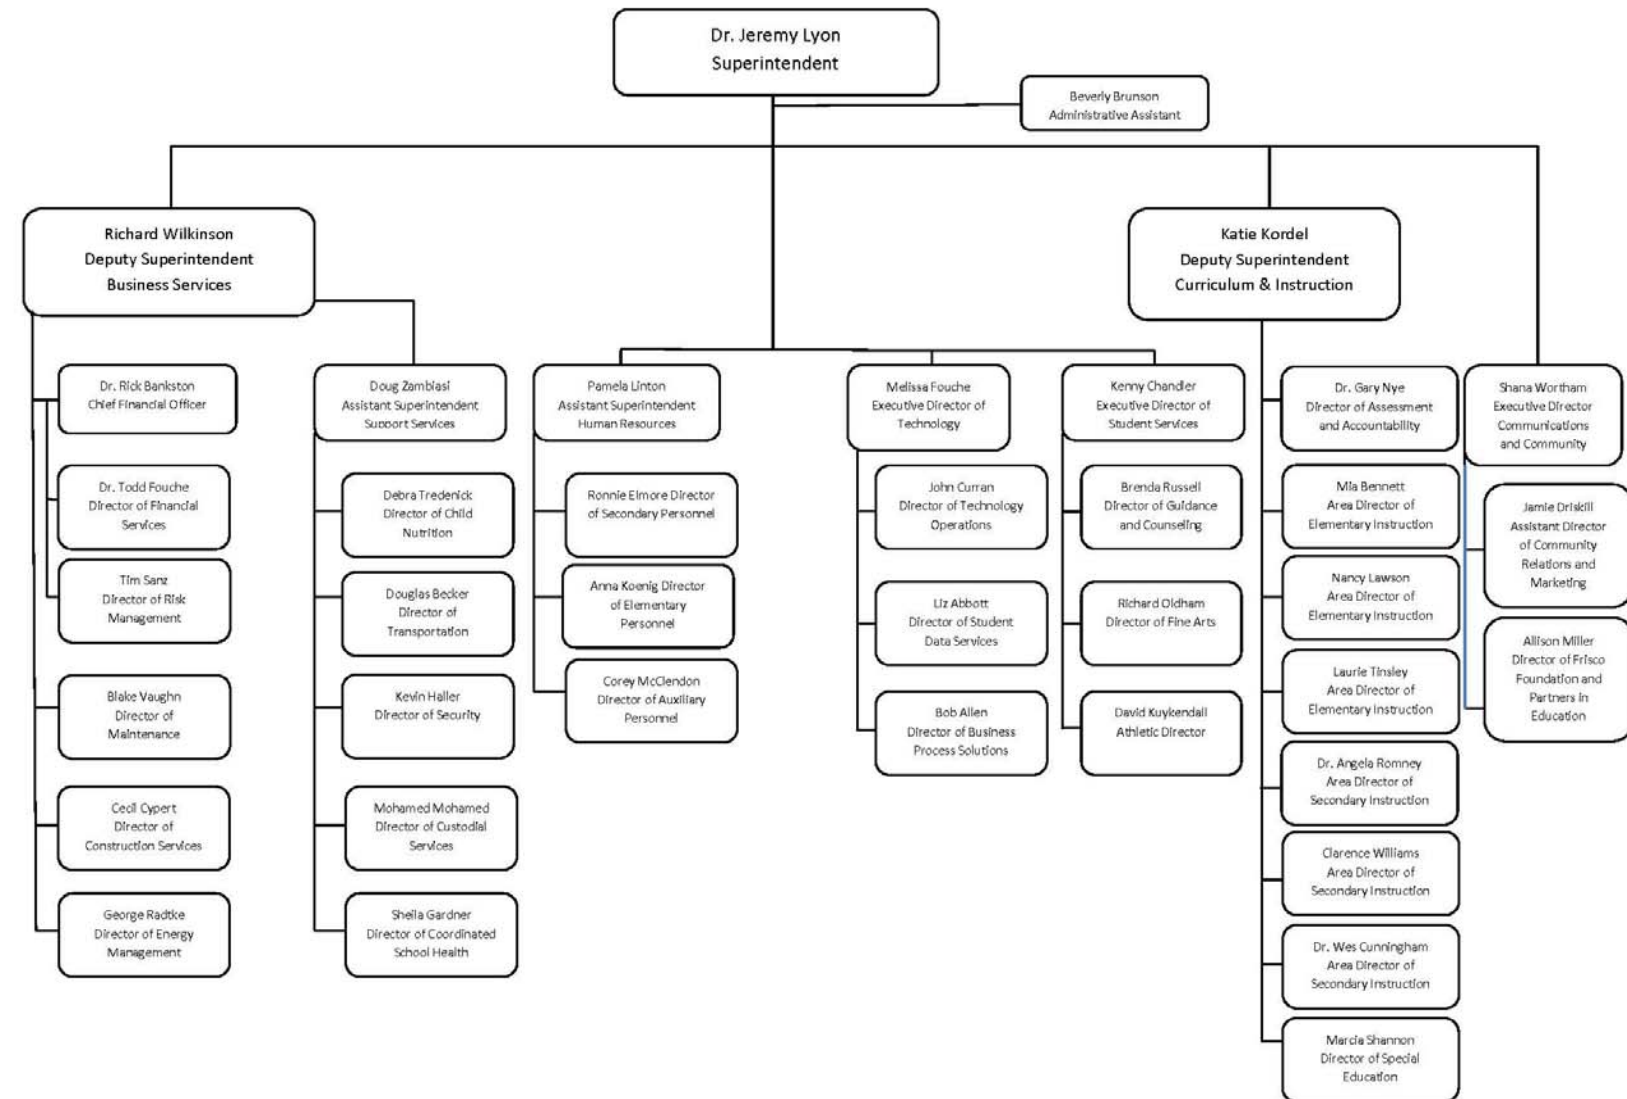 Dr. Jeremy Lyon
Superintendent
Beverly Brunson
Administrative Assistant
Richard Wilkinson
Deputy Superintendent
Business Services
Katie Kordel
Deputy Superintendent
Curriculum & Instruction
Dr. Rick Bankston
Chief Financial Officer
Dr. Todd Fouche
Director of Financial
Services
Tim Sanz
Director of Risk
Management
Blake Vaughn
Director of
Maintenance
Cecil Cypert
Director of
Construction Services
George Radtke
Director of Energy
Management
Doug Zambiasi
Assistant Superintendent
Support Services
Debra Tredenick
Director of Child
Nutrition
Douglas Becker
Director of
Transportation
Kevin Haller
Director of Security
Mohamed Mohamed
Director of Custodial
Services
Sheila Gardner
Director of Coordinated
School Health
Pamela Linton
Assistant Superintendent
Human Resources
Ronnie Elmore Director
of Secondary Personnel
Anna Koenig Director
of Elementary
Personnel
Corey McClendon
Director of Auxiliary
Personnel
Melissa Fouche
Executive Director of
Technology
John Curran
Director of Technology
Operations
Liz Abbott
Director of Student
Data Services
Bob Allen
Director of Business
Process Solutions
Kenny Chandler
Executive Director of
Student Services
Brenda Russell
Director of Guidance
and Counseling
Richard Oldham
Director of Fine Arts
David Kuykendall
Athletic Director
Dr. Gary Nye
Director of Assessment
and Accountability
Mia Bennett
Area Director of
Elementary Instruction
Nancy Lawson
Area Director of
Elementary Instruction
Laurie Tinsley
Area Director of
Elementary Instruction
Dr. Angela Romney
Area Director of
Secondary Instruction
Clarence Williams
Area Director of
Secondary Instruction
Dr. Wes Cunningham
Area Director of
Secondary Instruction
Marcia Shannon
Director of Special
Education
Shana Wortham
Executive Director
Communications
and Community
Jamie Driskill
Assistant Director
of Community
Relations and
Marketing
Allison Miller
Director of Frisco
Foundation and
Partners in
Education